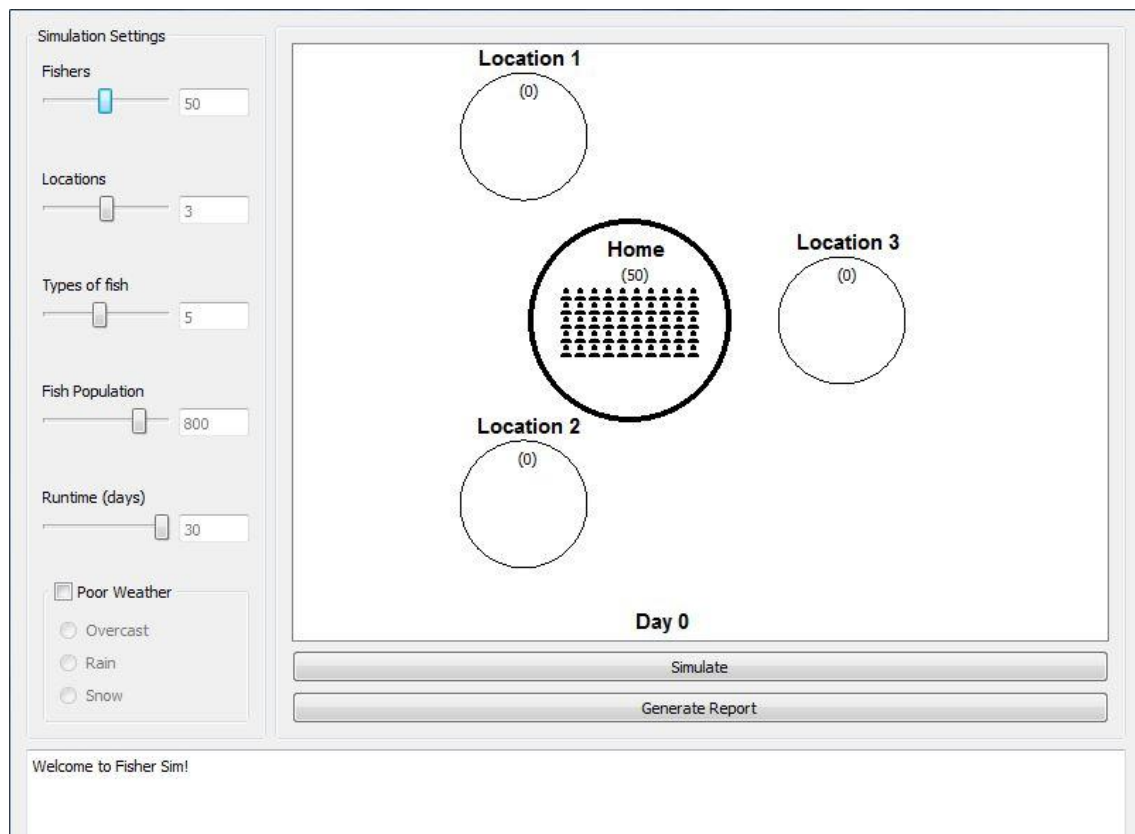 Simulation Settings
Fishers
50
Locations
3
Types of fish
5
Fish Population
800
Runtime (days)
30
Poor Weather
Overcast
Rain
Snow
Location 1
(0)
Home
(50)
Location 3
(0)
Location 2
(0)
Day 0
Simulate
Generate Report
Welcome to Fisher Sim!